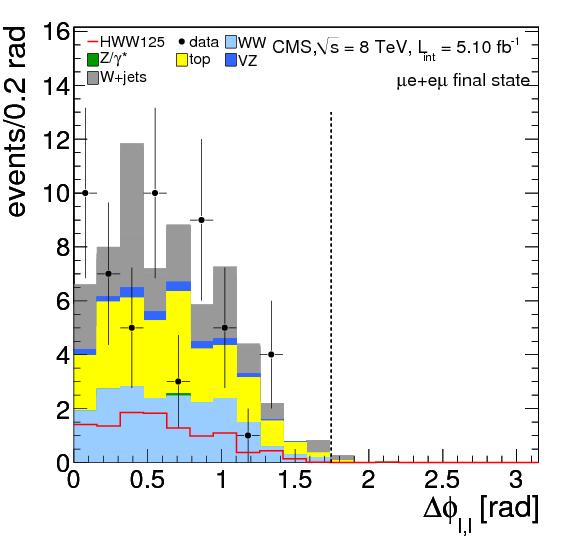 events/0.2 rad
16
14
12
10
8
6
4
2
0
HWW125 data WW
Z/γ* top VZ
W+jets
CMS,√s = 8 TeV, L_int = 5.10 fb⁻¹
μe+eμ final state
0 0.5 1 1.5 2 2.5 3
Δϕ_l,l [rad]